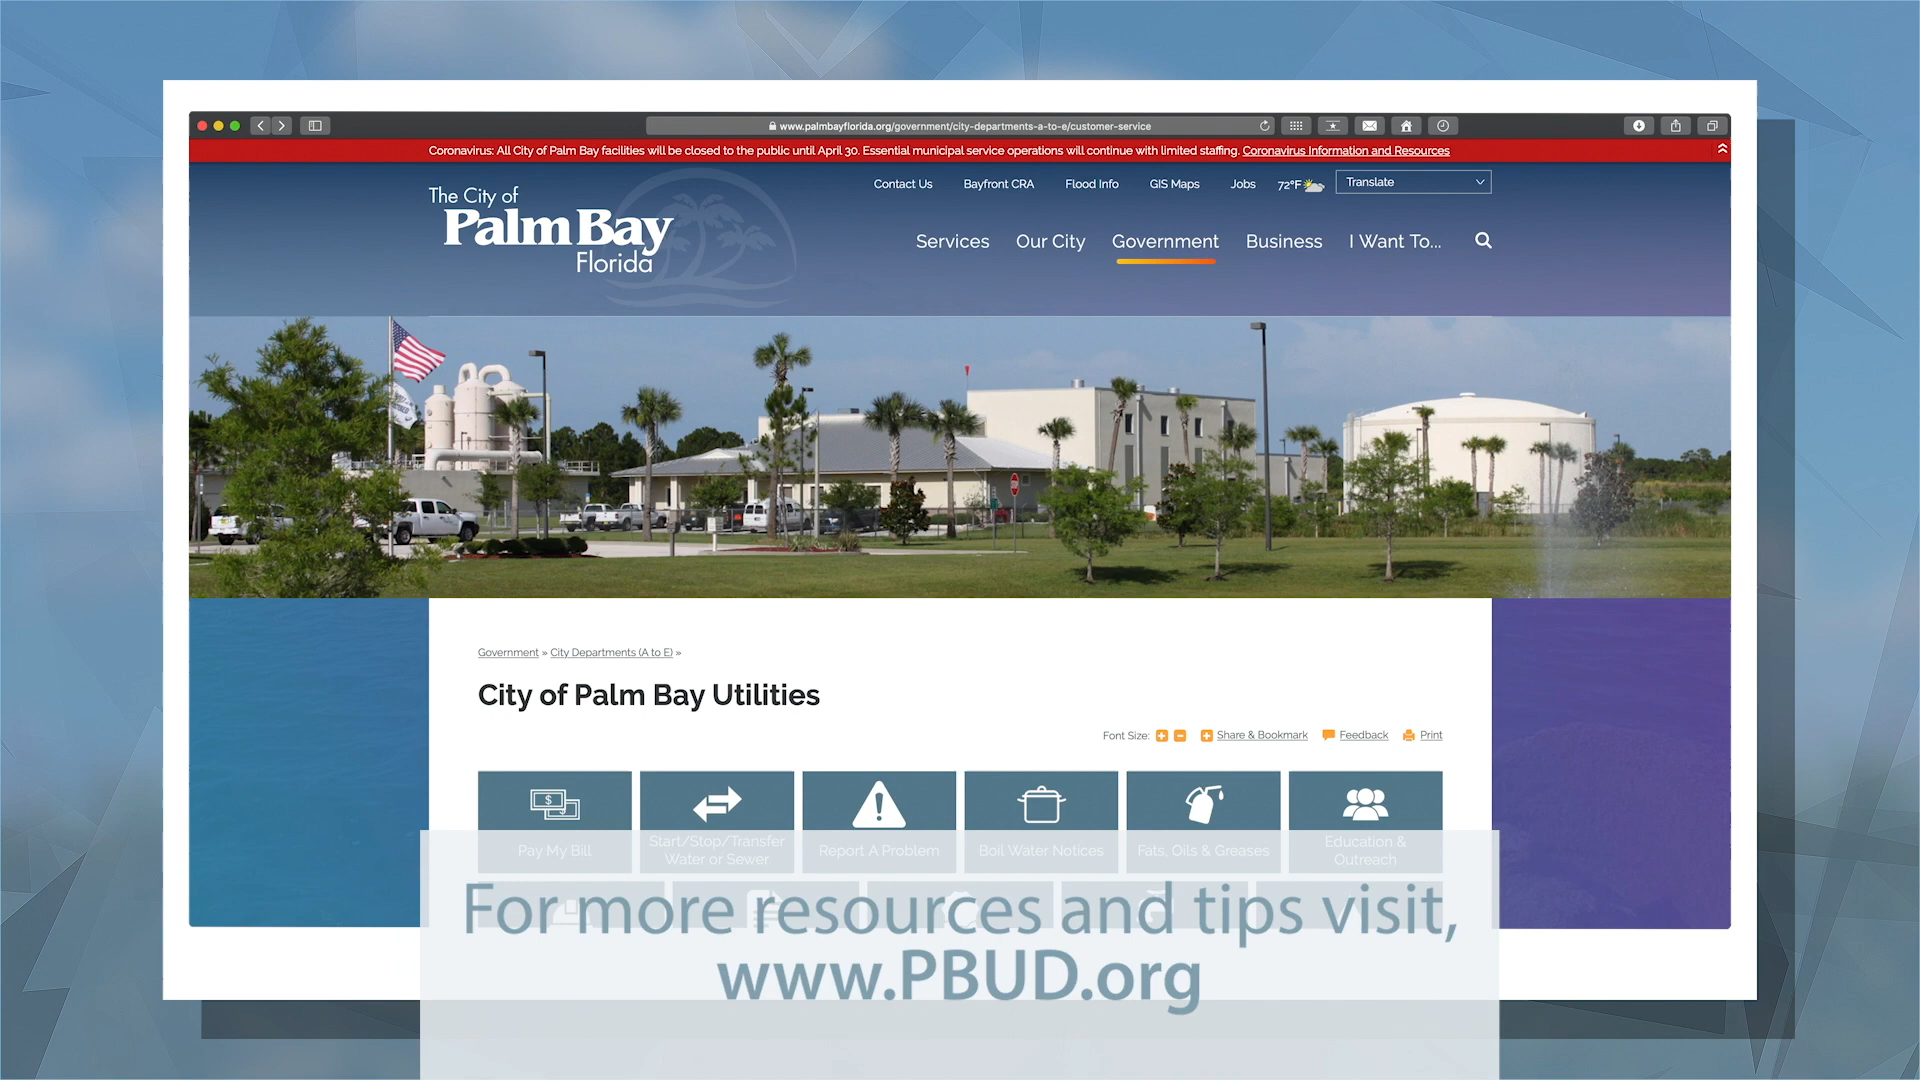 www.palmbayflorida.org/government/city-departments-a-to-e/customer-service
Coronavirus: All City of Palm Bay facilities will be closed to the public until April 30. Essential municipal service operations will continue with limited staffing. Coronavirus Information and Resources
Contact Us Bayfront CRA Flood Info GIS Maps Jobs 72°F Translate
The City of
Palm Bay
Florida
Services Our City Government Business I Want To...
Government » City Departments (A to E) »
City of Palm Bay Utilities
Font Size: Share & Bookmark Feedback Print
Pay My Bill
Start/Stop/Transfer
Water or Sewer
Report A Problem
Boil Water Notices
Fats, Oils & Greases
Education &
Outreach
For more resources and tips visit,
www.PBUD.org